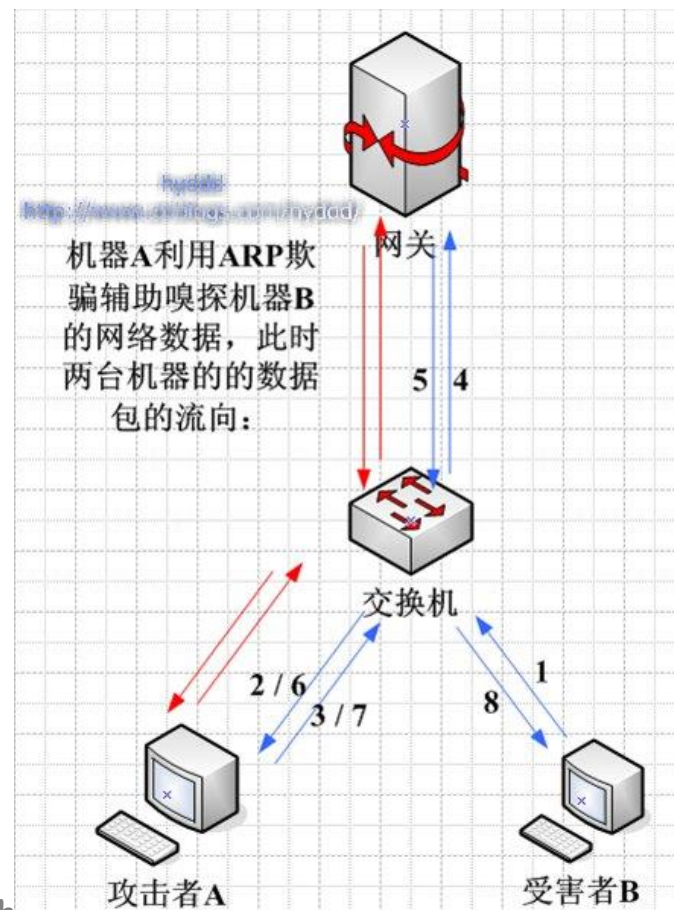 网关
机器A利用ARP欺
骗辅助嗅探机器B
的网络数据，此时
两台机器的的数据
包的流向：
5 4
交换机
2 / 6
3 / 7
8
1
攻击者A
受害者B